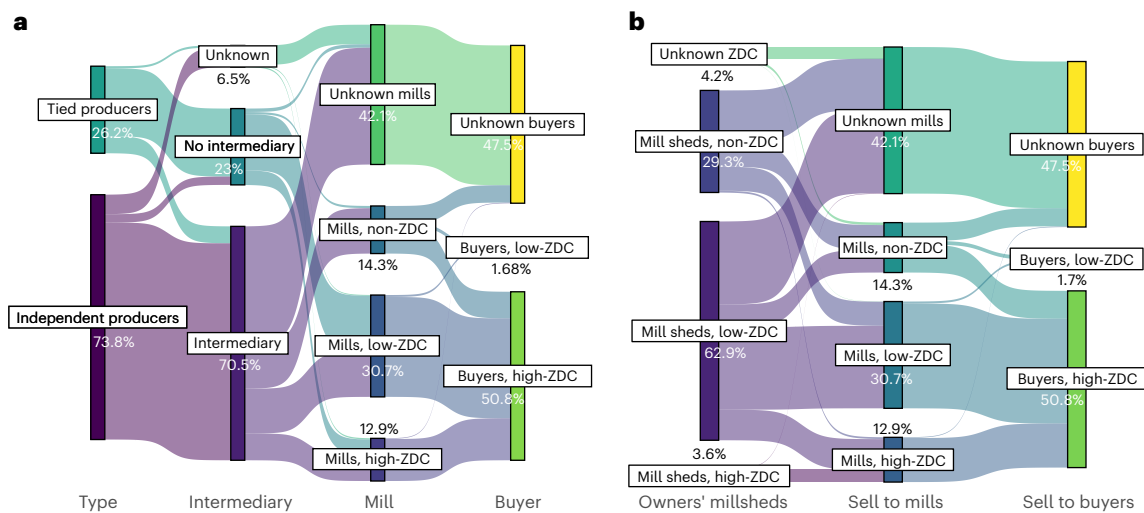 a
Unknown
6.5%
Tied producers
26.2%
Unknown mills
42.1%
Unknown buyers
47.5%
No intermediary
23%
Mills, non-ZDC
14.3%
Buyers, low-ZDC
1.68%
Independent producers
73.8%
Intermediary
70.5%
Mills, low-ZDC
30.7%
Buyers, high-ZDC
50.8%
12.9%
Mills, high-ZDC
Type
Intermediary
Mill
Buyer
b
Unknown ZDC
4.2%
Mill sheds, non-ZDC
29.3%
Unknown mills
42.1%
Unknown buyers
47.5%
Mills, non-ZDC
14.3%
Buyers, low-ZDC
1.7%
Mill sheds, low-ZDC
62.9%
Mills, low-ZDC
30.7%
Buyers, high-ZDC
50.8%
12.9%
Mills, high-ZDC
3.6%
Mill sheds, high-ZDC
Owners' millsheds
Sell to mills
Sell to buyers